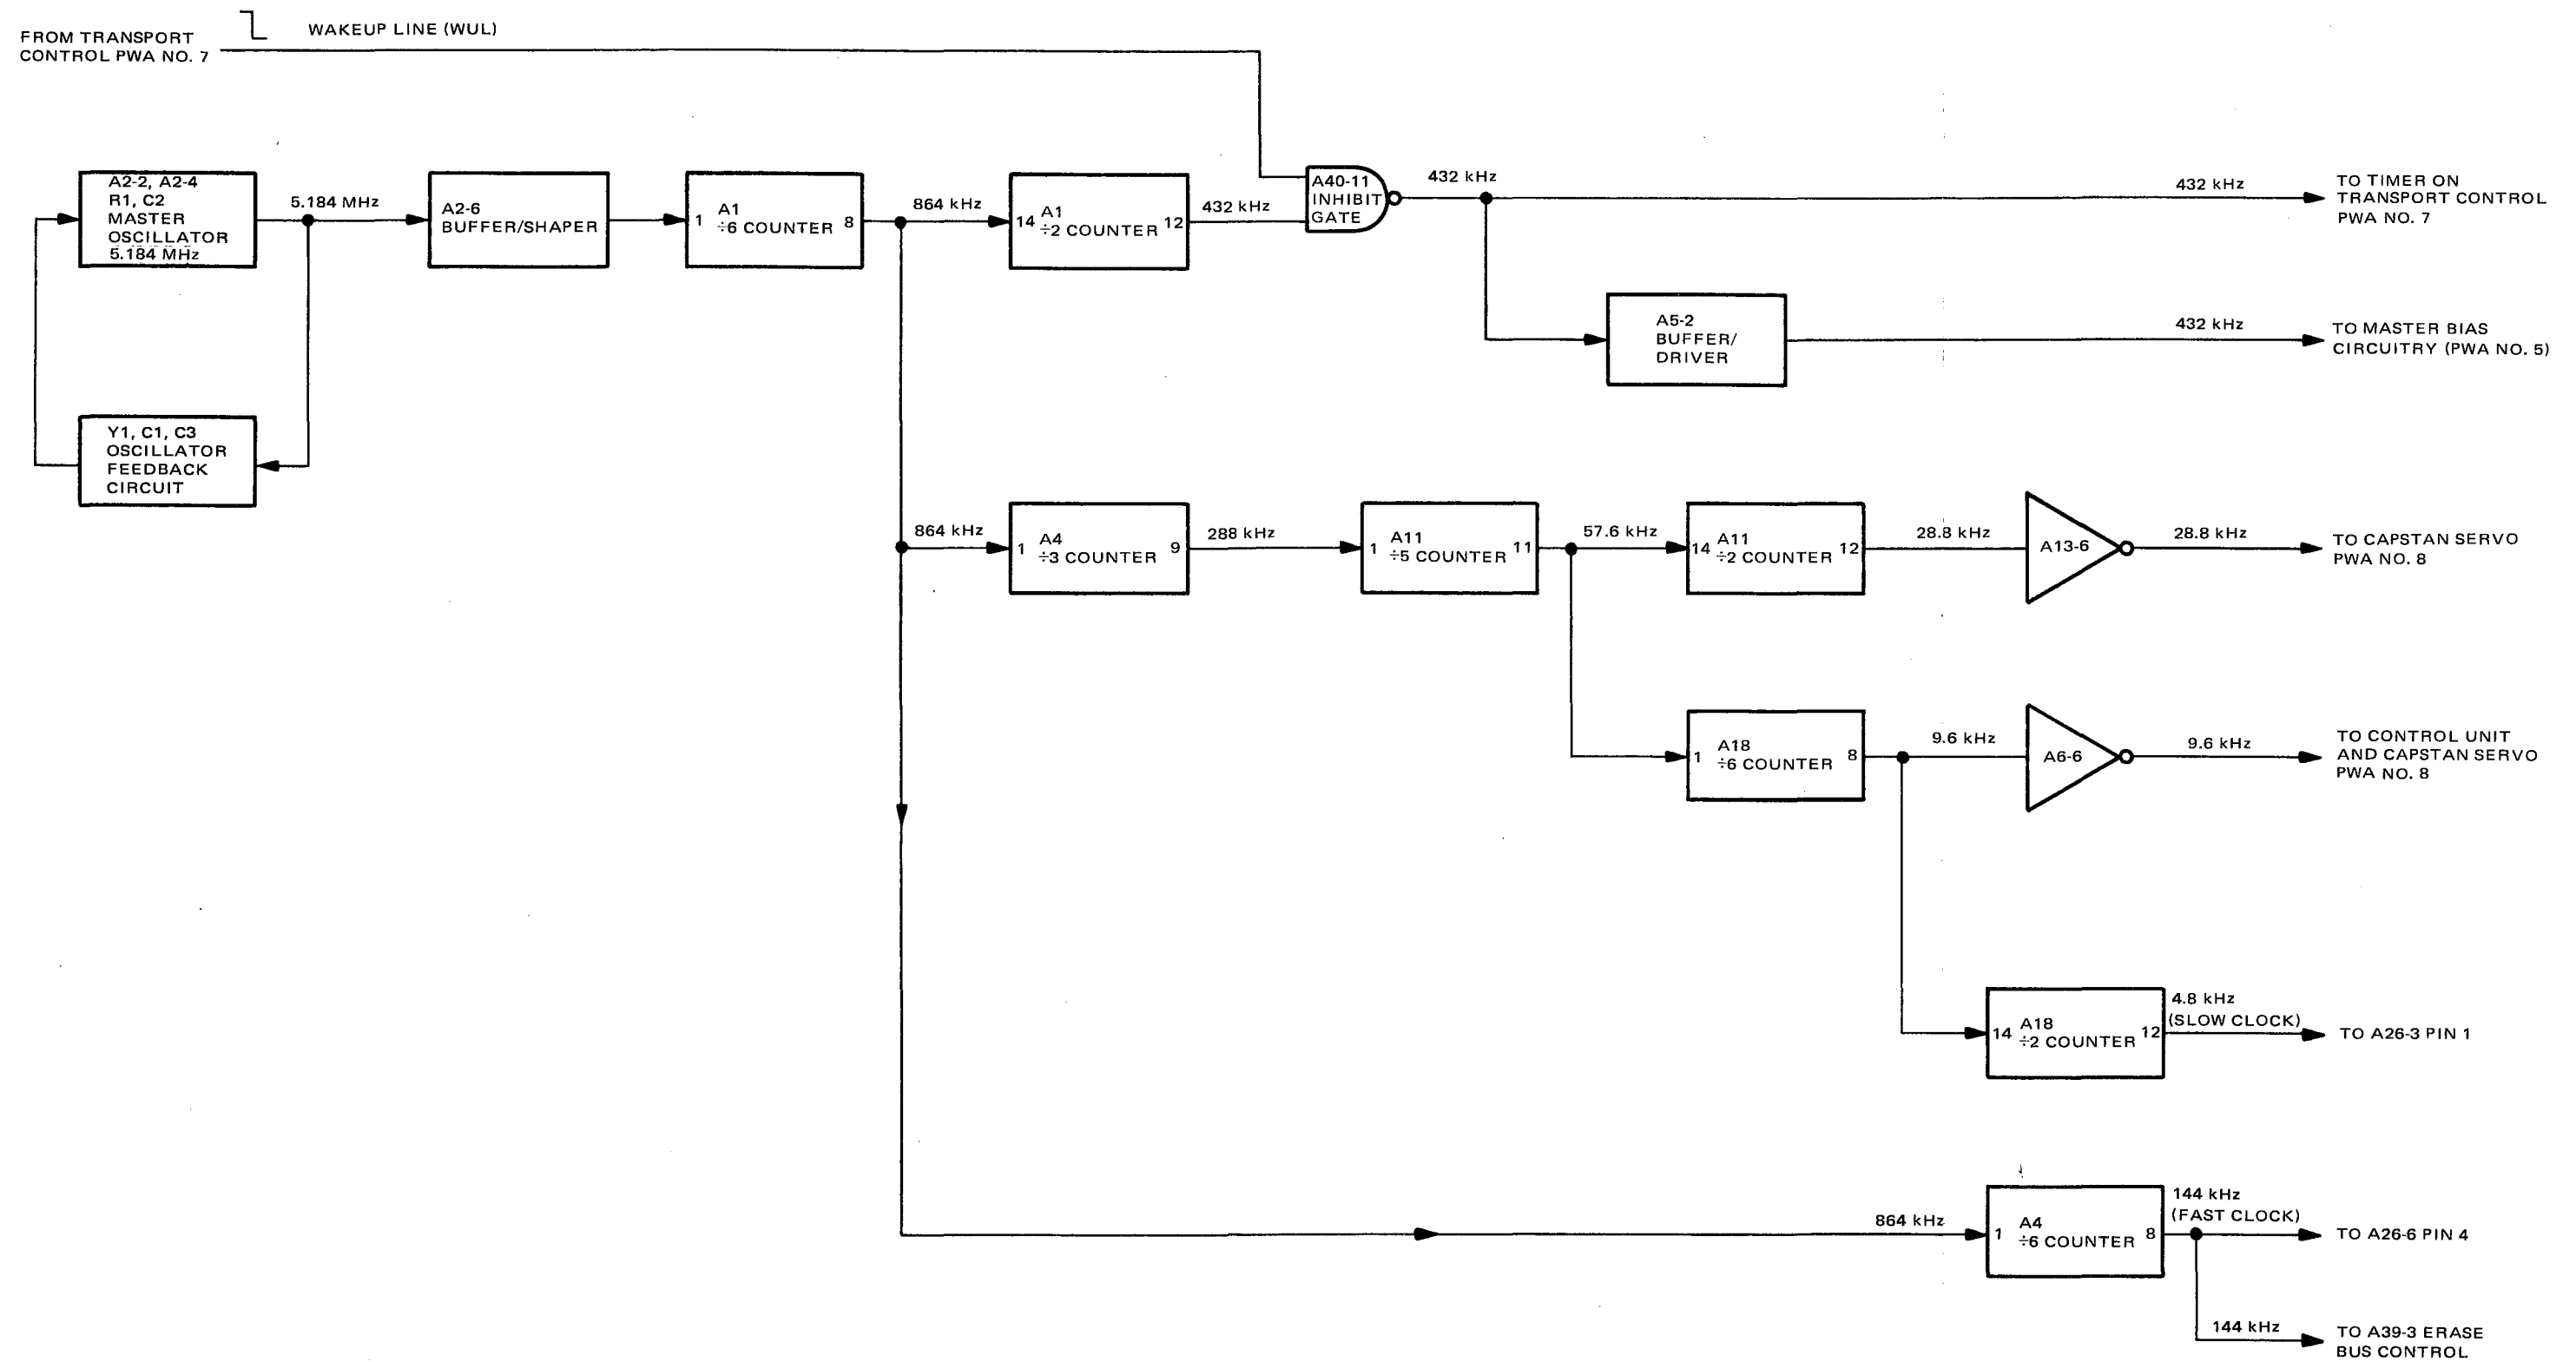 FROM TRANSPORT
CONTROL PWA NO. 7
WAKEUP LINE (WUL)
A2-2, A2-4
R1, C2
MASTER
OSCILLATOR
5.184 MHz
5.184 MHz
A2-6
BUFFER/SHAPER
1 A1 8
÷6 COUNTER
864 kHz
14 A1 12
÷2 COUNTER
432 kHz
A40-11
INHIBIT
GATE
432 kHz
432 kHz
TO TIMER ON
TRANSPORT CONTROL
PWA NO. 7
A5-2
BUFFER/
DRIVER
432 kHz
TO MASTER BIAS
CIRCUITRY (PWA NO. 5)
Y1, C1, C3
OSCILLATOR
FEEDBACK
CIRCUIT
864 kHz
1 A4 9
÷3 COUNTER
288 kHz
1 A11 11
÷5 COUNTER
57.6 kHz
14 A11 12
÷2 COUNTER
28.8 kHz
A13-6
28.8 kHz
TO CAPSTAN SERVO
PWA NO. 8
1 A18 8
÷6 COUNTER
9.6 kHz
A6-6
9.6 kHz
TO CONTROL UNIT
AND CAPSTAN SERVO
PWA NO. 8
14 A18 12
÷2 COUNTER
4.8 kHz
(SLOW CLOCK)
TO A26-3 PIN 1
864 kHz
1 A4 8
÷6 COUNTER
144 kHz
(FAST CLOCK)
TO A26-6 PIN 4
144 kHz
TO A39-3 ERASE
BUS CONTROL